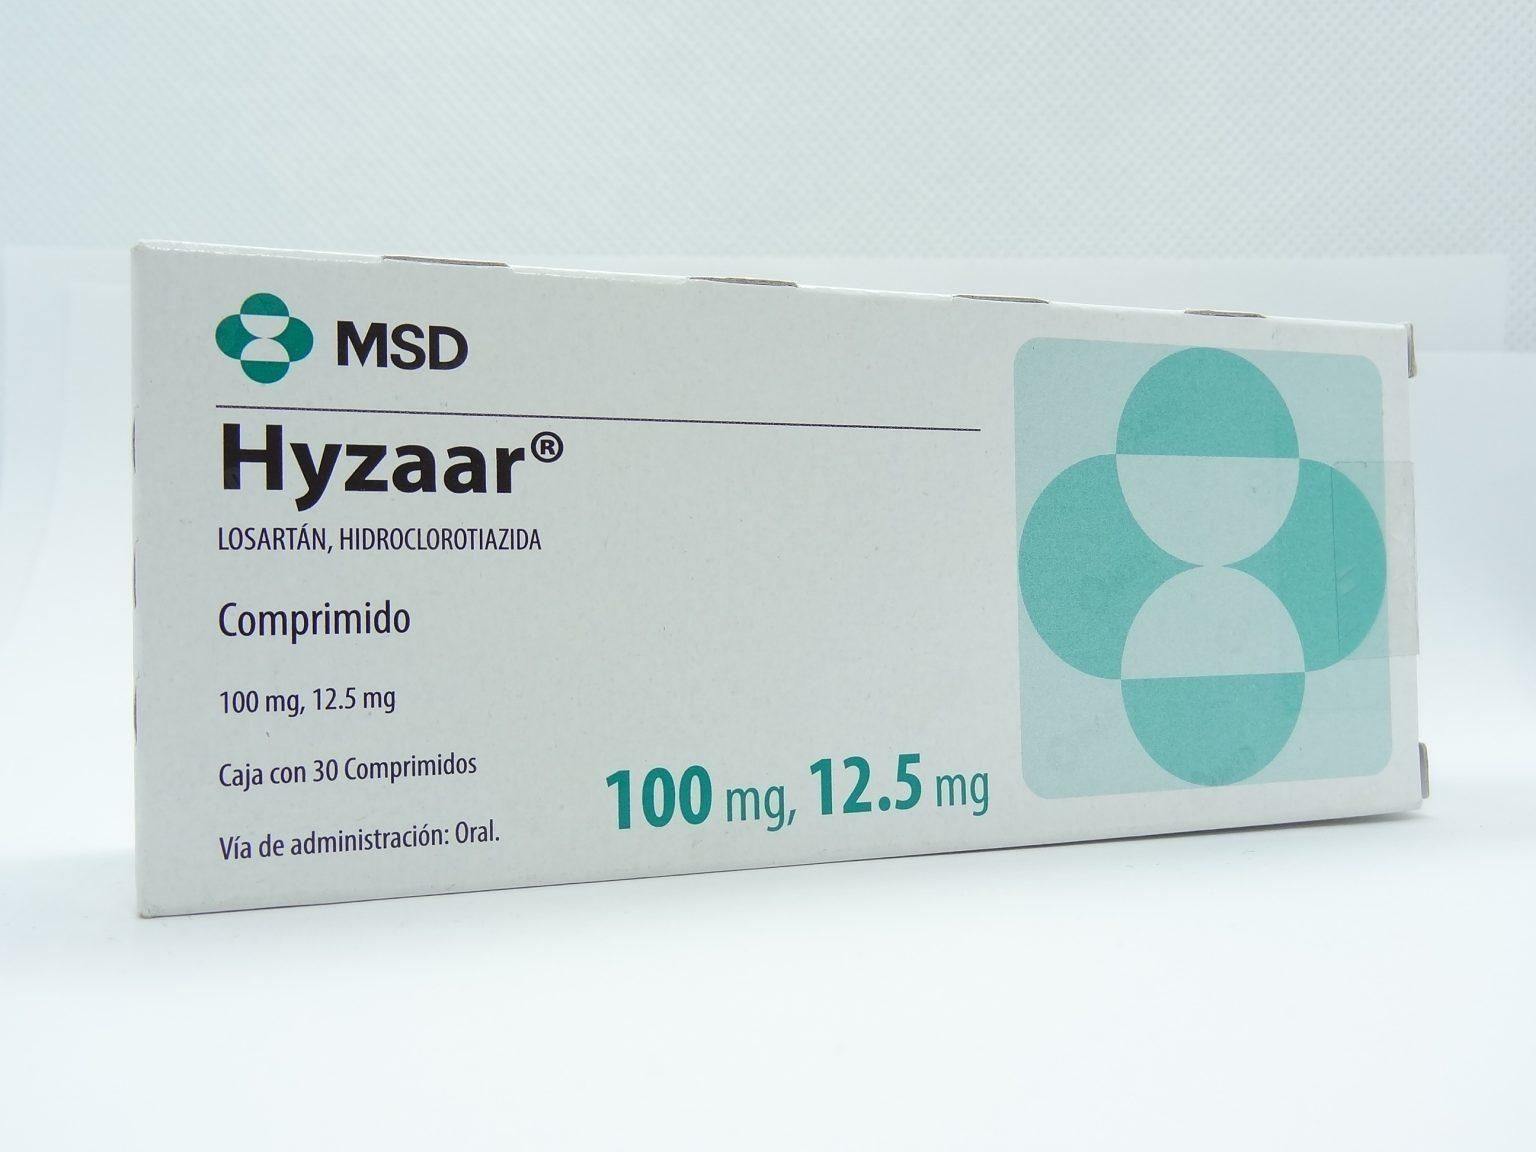 MSD
Hyzaar®
LOSARTÁN, HIDROCLOROTIAZIDA
Comprimido
100 mg, 12.5 mg
Caja con 30 Comprimidos
Vía de administración: Oral.
100 mg, 12.5 mg